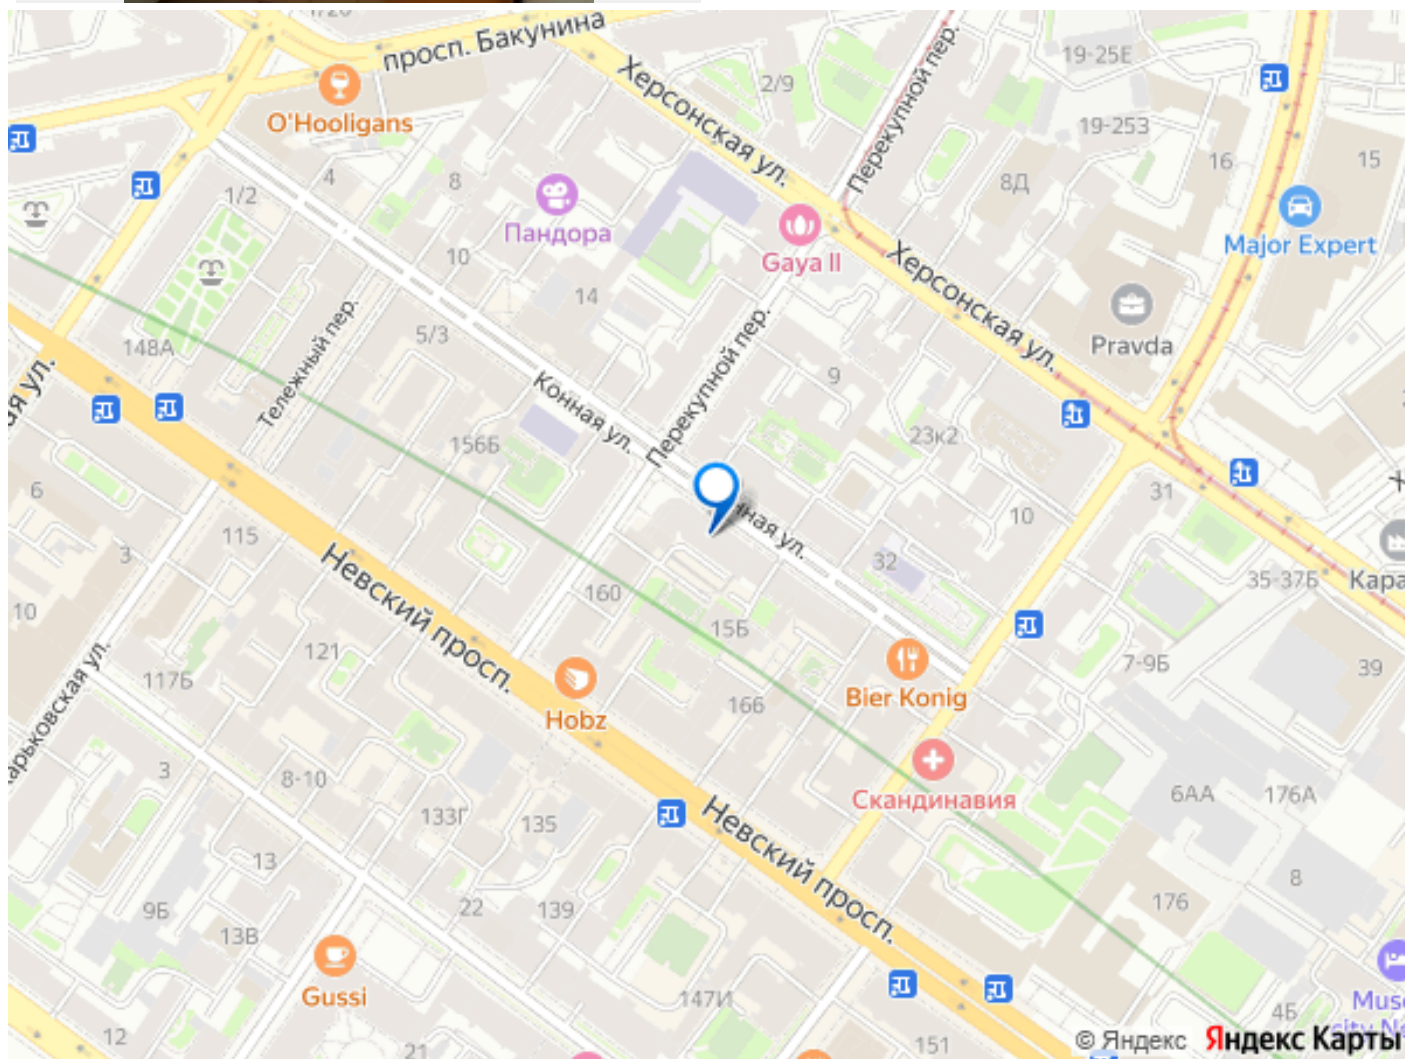 просп. Бакунина
19-25Е
O'Hooligans
Херсонская ул.
2/9
Перекупной пер.
19-253
16
15
8Д
1/2
4
8
Пандора
Gaya II
Major Expert
10
14
Херсонская ул.
Pravda
148А
5/3
Тележный пер.
Перекупной пер.
9
Конная ул.
156Б
23к2
6
115
3
31
10
ная ул.
32
35-37Б
Невский просп.
160
15Б
10
121
117Б
7-9Б
39
Hobz
166
Bier Konig
арьковская ул.
3
8-10
133Г
135
Скандинавия
6АА
176А
Невский просп.
13
9Б
13В
22
139
176
8
Gussi
147И
4Б
12
21
151
© Яндекс
Яндекс Карты